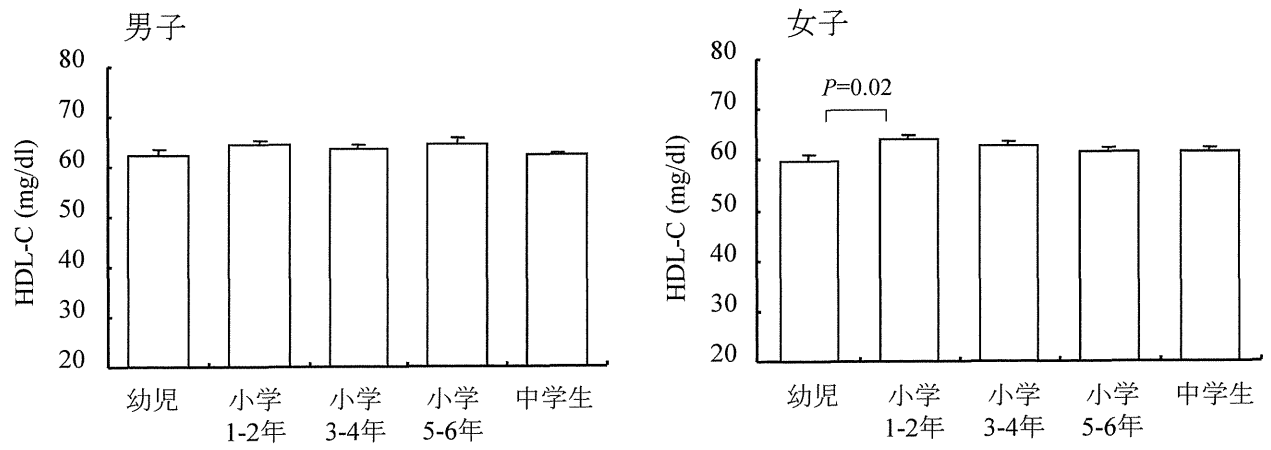 男子
HDL-C (mg/dl)
80
70
60
50
40
30
20
幼児
小学
1-2年
小学
3-4年
小学
5-6年
中学生
女子
HDL-C (mg/dl)
80
70
60
50
40
30
20
P=0.02
幼児
小学
1-2年
小学
3-4年
小学
5-6年
中学生